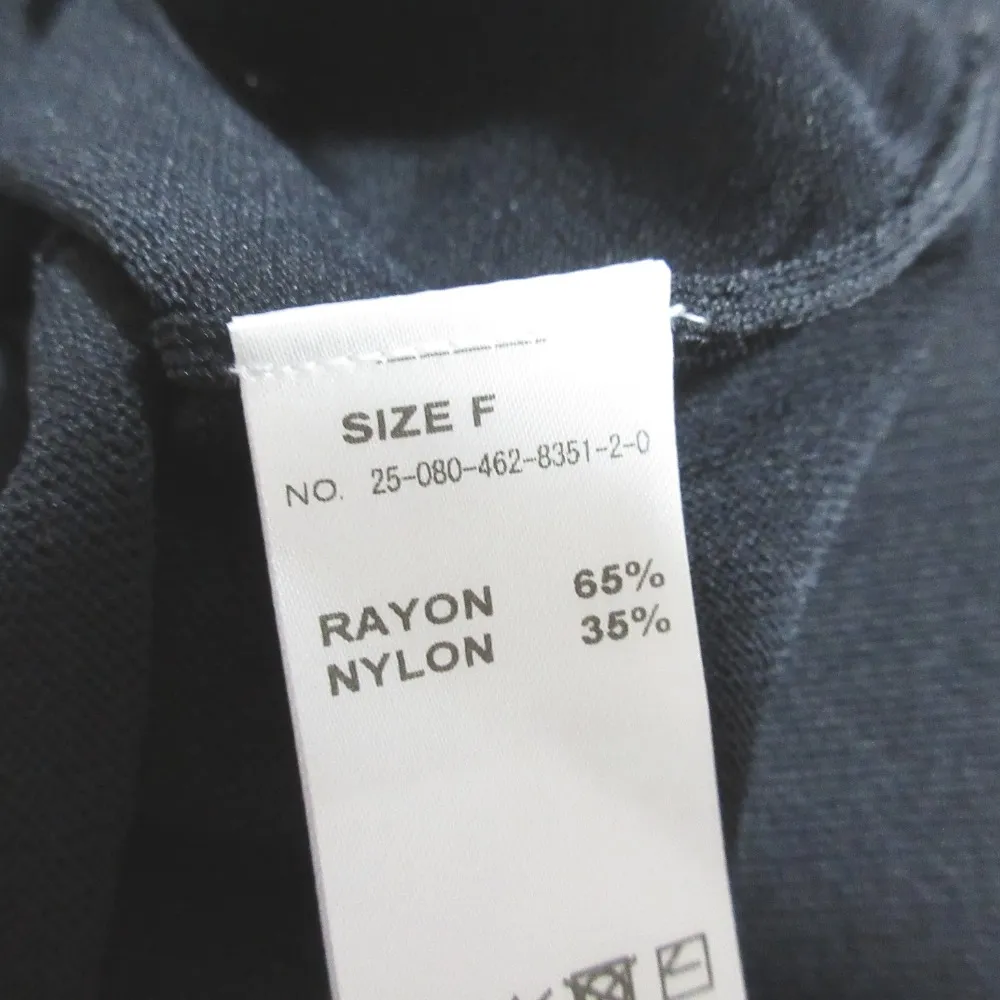 SIZE F
NO. 25-080-462-8351-2-0
RAYON 65%
NYLON 35%